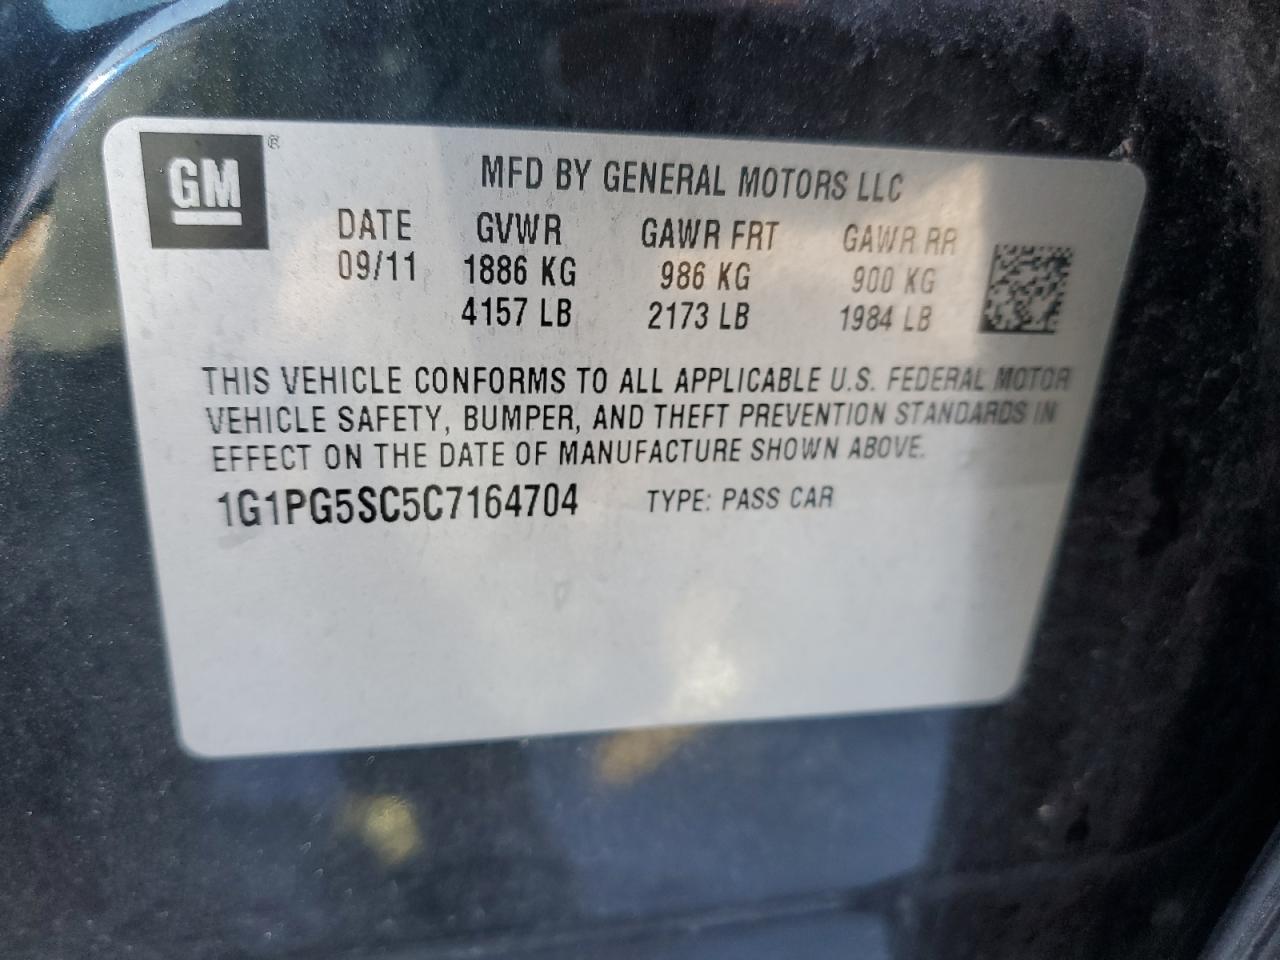 GM ®
MFD BY GENERAL MOTORS LLC
DATE GVWR GAWR FRT GAWR RR
09/11 1886 KG 986 KG 900 KG
4157 LB 2173 LB 1984 LB
THIS VEHICLE CONFORMS TO ALL APPLICABLE U.S. FEDERAL MOTOR
VEHICLE SAFETY, BUMPER, AND THEFT PREVENTION STANDARDS IN
EFFECT ON THE DATE OF MANUFACTURE SHOWN ABOVE.
1G1PG5SC5C7164704 TYPE: PASS CAR